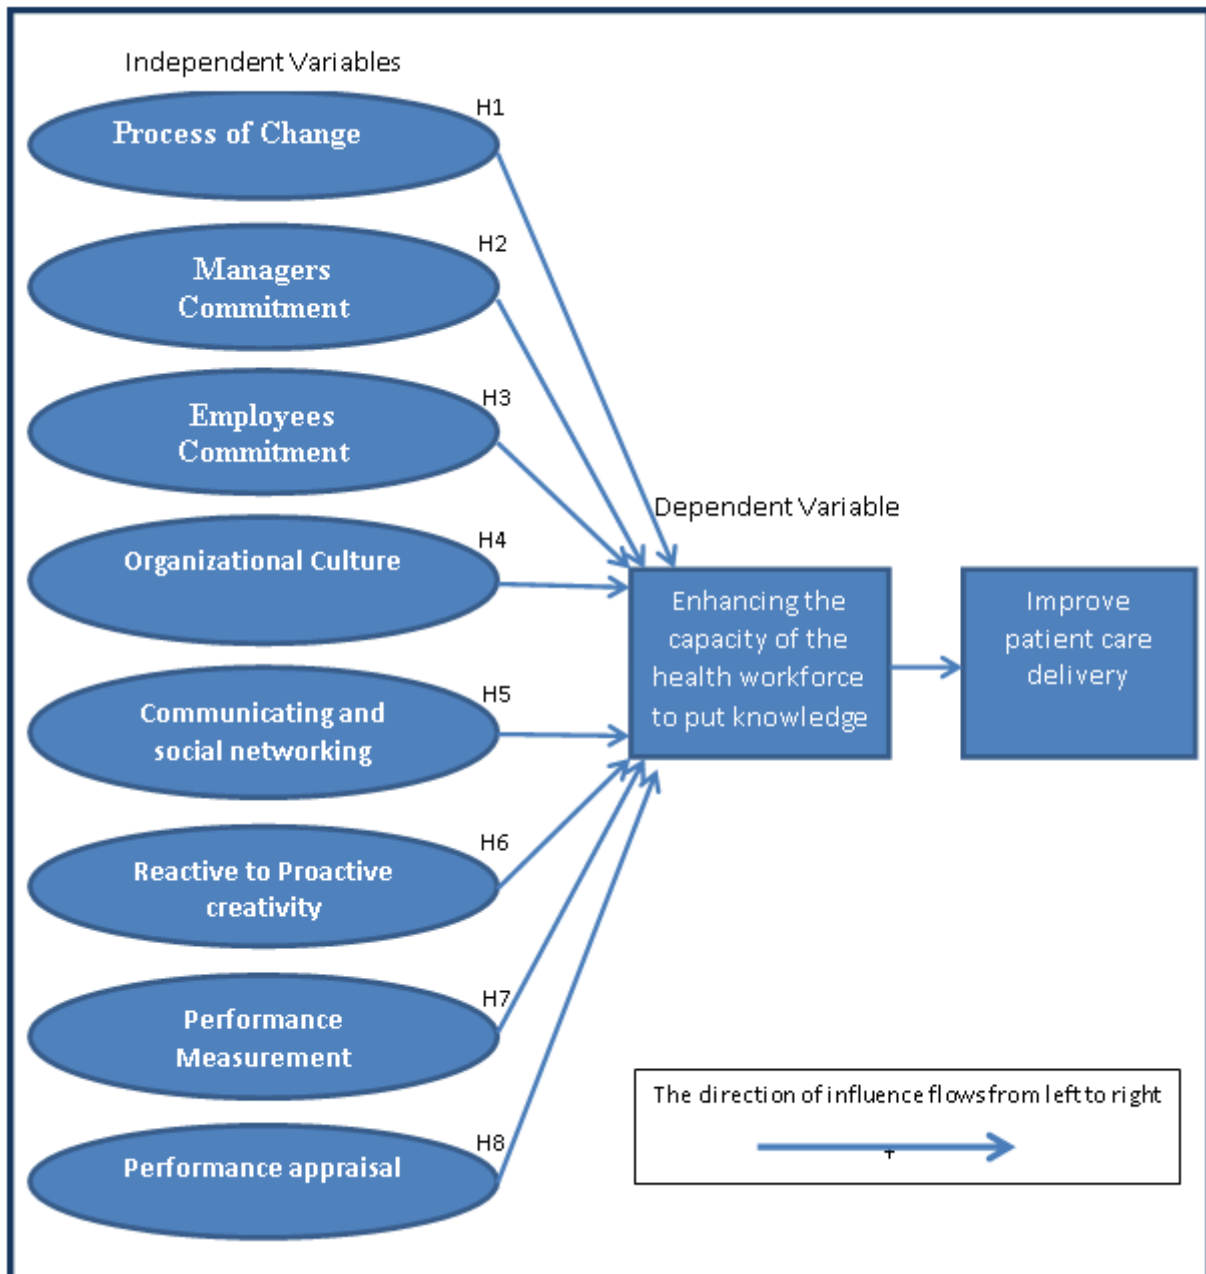 Independent Variables
H1
Process of Change
H2
Managers
Commitment
H3
Employees
Commitment
Dependent Variable
H4
Organizational Culture
Enhancing the
capacity of the
health workforce
to put knowledge
Improve
patient care
delivery
H5
Communicating and
social networking
H6
Reactive to Proactive
creativity
H7
Performance
Measurement
The direction of influence flows from left to right
+
H8
Performance appraisal